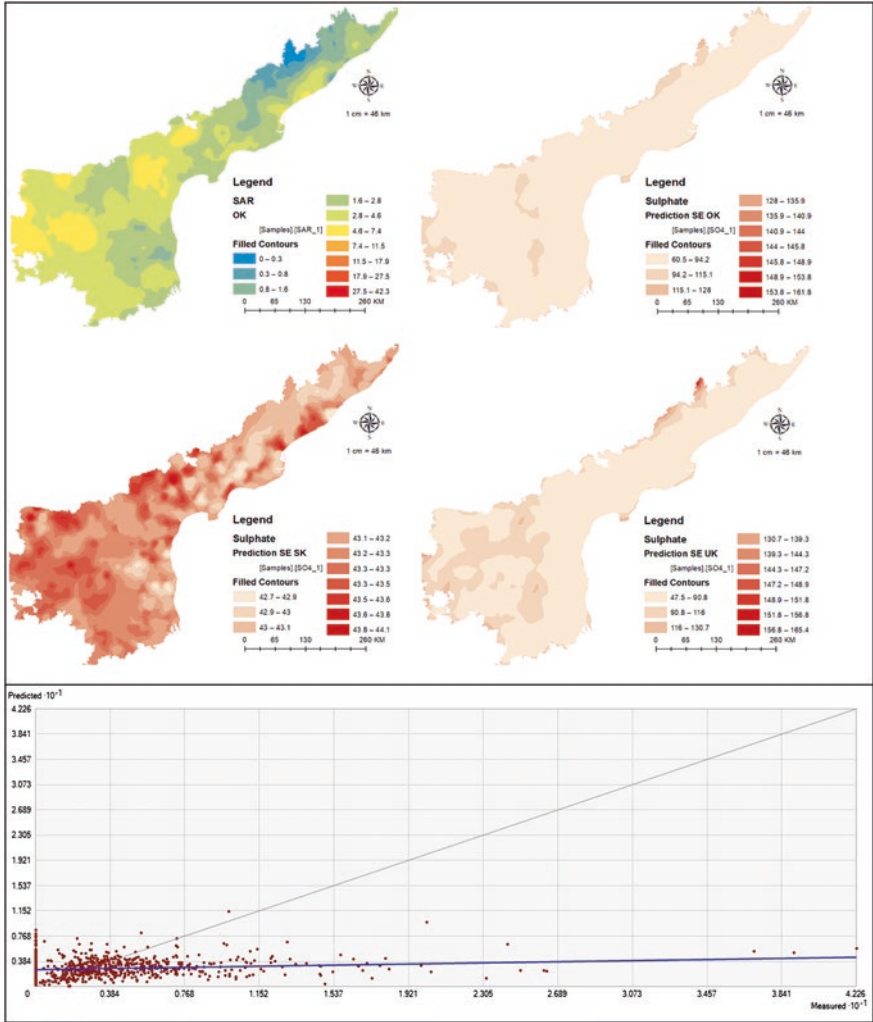 N
W E
S
1 cm = 46 km
Legend
SAR
OK
[Samples].[SAR_1]
Filled Contours
0 – 0.3
0.3 – 0.8
0.8 – 1.6
1.6 – 2.8
2.8 – 4.6
4.6 – 7.4
7.4 – 11.5
11.5 – 17.9
17.9 – 27.5
27.5 – 42.3
0 65 130 260 KM
N
W E
S
1 cm = 46 km
Legend
Sulphate
Prediction SE OK
[Samples].[SO4_1]
Filled Contours
60.5 – 94.2
94.2 – 115.1
115.1 – 128
128 – 135.9
135.9 – 140.9
140.9 – 144
144 – 145.8
145.8 – 148.9
148.9 – 153.8
153.8 – 161.8
0 65 130 260 KM
N
W E
S
1 cm = 46 km
Legend
Sulphate
Prediction SE SK
[Samples].[SO4_1]
Filled Contours
42.7 – 42.9
42.9 – 43
43 – 43.1
43.1 – 43.2
43.2 – 43.3
43.3 – 43.3
43.3 – 43.5
43.5 – 43.6
43.6 – 43.8
43.8 – 44.1
0 65 130 260 KM
N
W E
S
1 cm = 46 km
Legend
Sulphate
Prediction SE UK
[Samples].[SO4_1]
Filled Contours
47.5 – 90.8
90.8 – 116
116 – 130.7
130.7 – 139.3
139.3 – 144.3
144.3 – 147.2
147.2 – 148.9
148.9 – 151.8
151.8 – 156.8
156.8 – 165.4
0 65 130 260 KM
Predicted ·10⁻¹
4.226
3.841
3.457
3.073
2.689
2.305
1.921
1.537
1.152
0.768
0.384
0 0.384 0.768 1.152 1.537 1.921 2.305 2.689 3.073 3.457 3.841 4.226
Measured ·10⁻¹